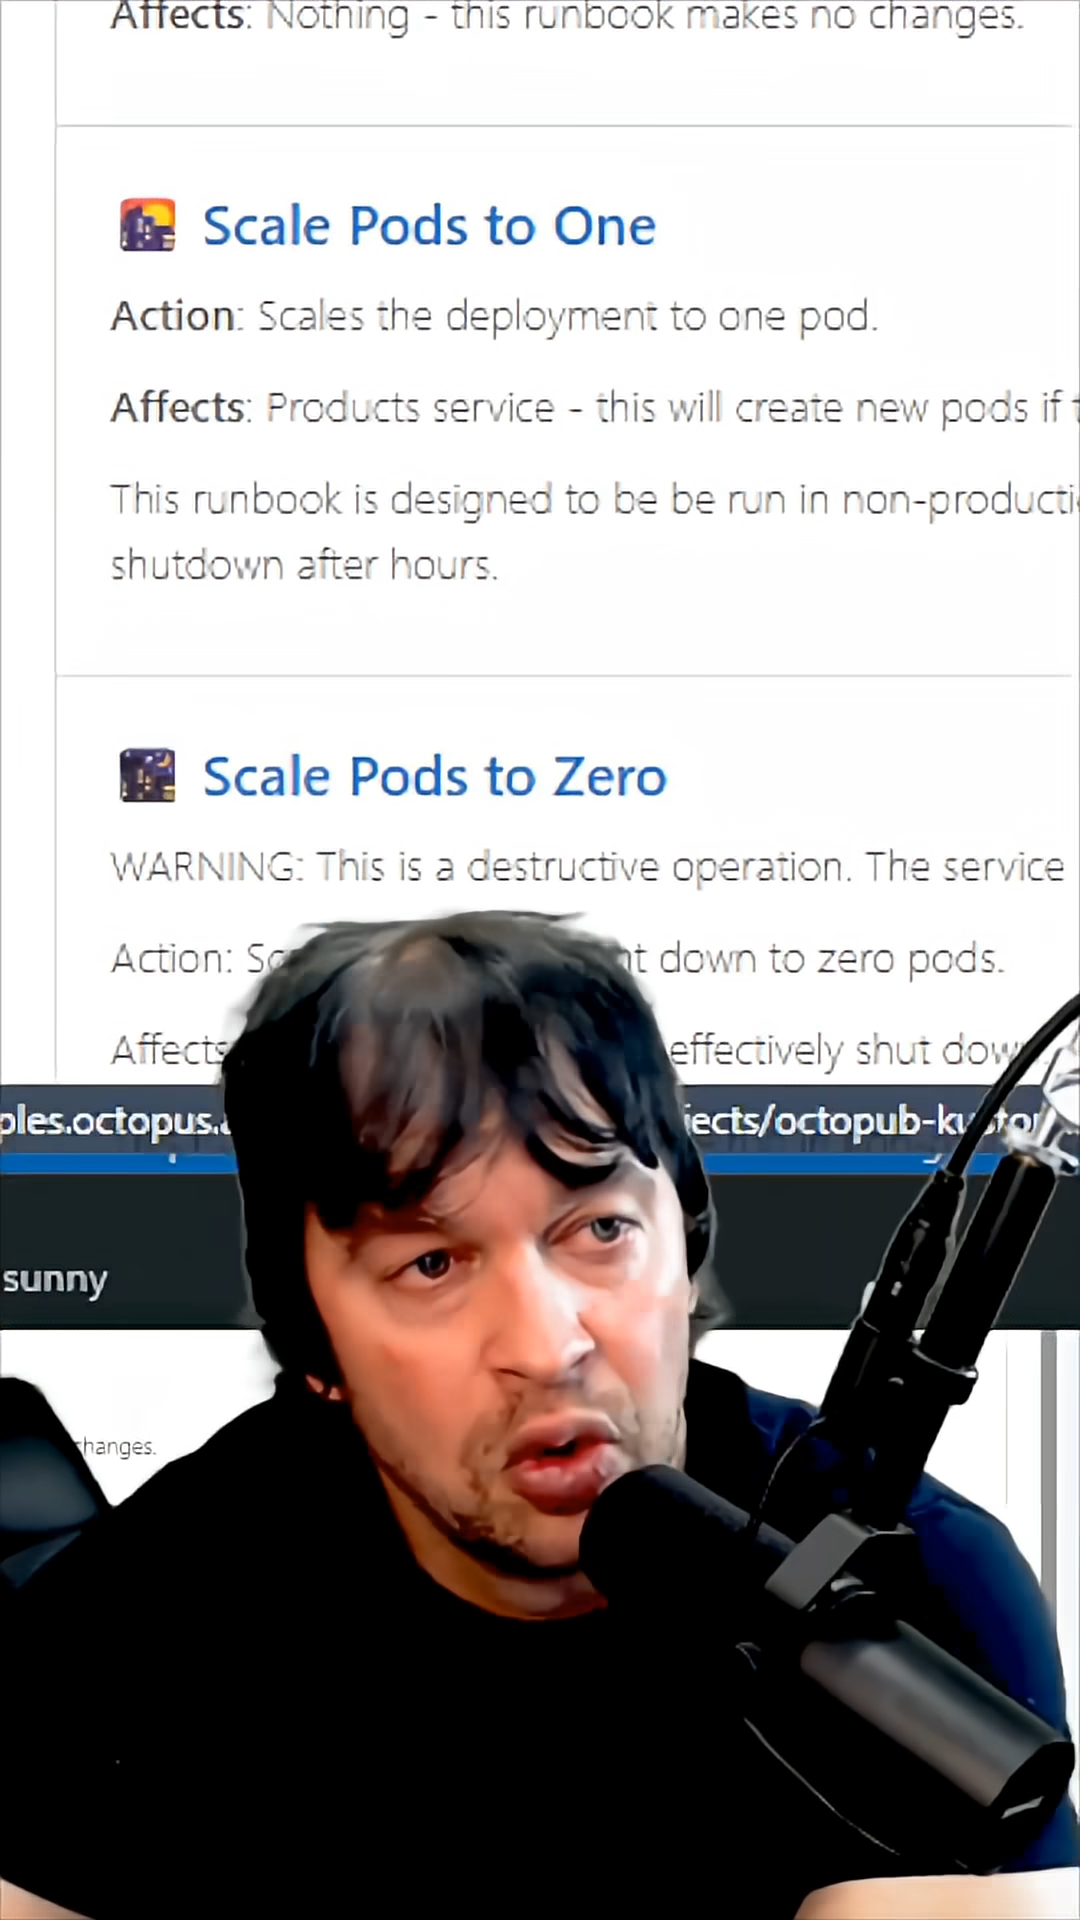 Affects: Nothing - this runbook makes no changes.
Scale Pods to One
Action: Scales the deployment to one pod.
Affects: Products service - this will create new pods if
This runbook is designed to be be run in non-producti
shutdown after hours.
Scale Pods to Zero
WARNING: This is a destructive operation. The service
Action: down to zero pods.
Affects effectively shut down.
ples.octopus. jects/octopub-kustom
sunny
changes.